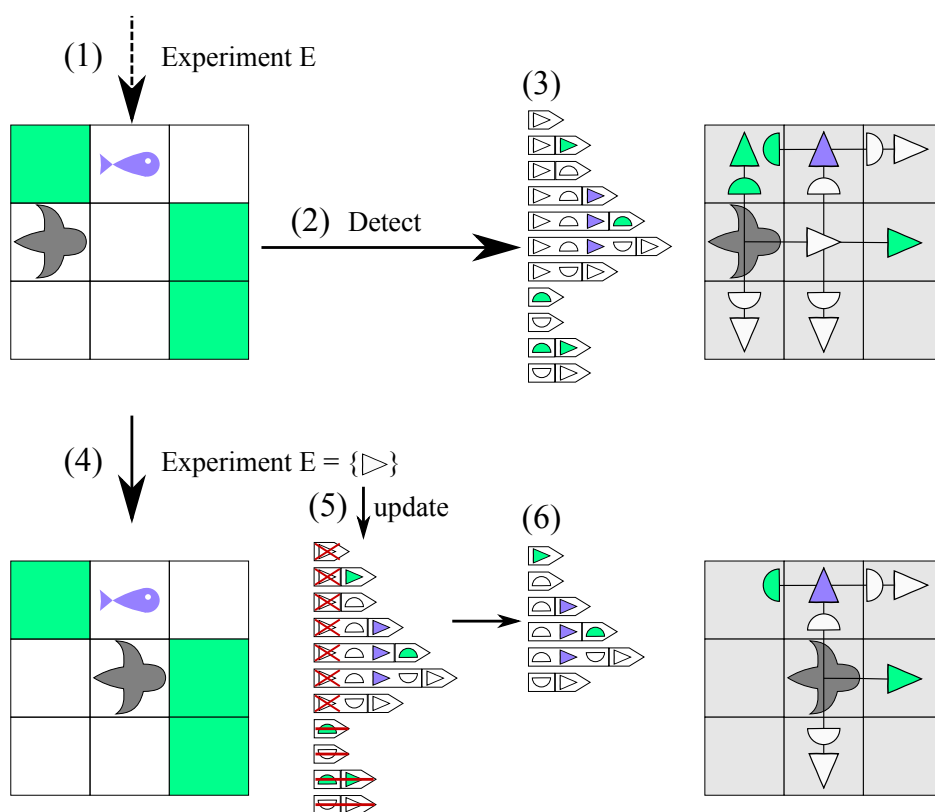 (1) Experiment E
(2) Detect
(3)
(4) Experiment E = {▷}
(5) update
(6)